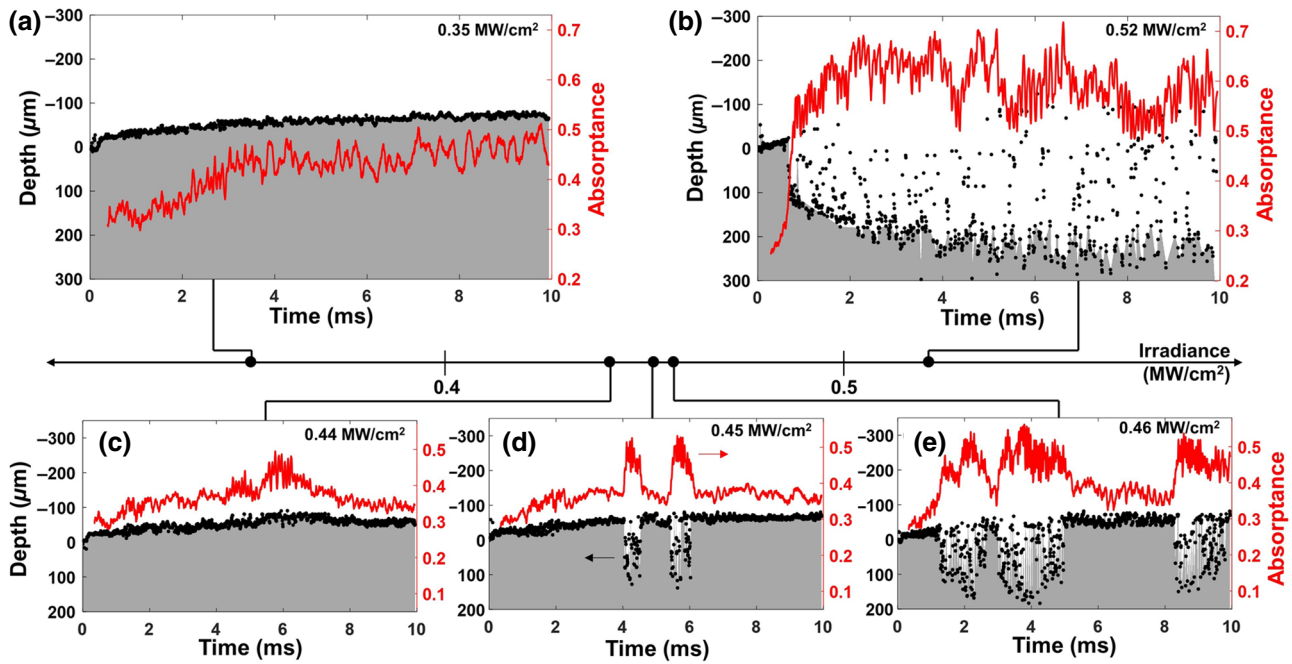 (a)
0.35 MW/cm²
Depth (µm)
−300
−200
−100
0
100
200
300
0.7
0.6
0.5
0.4
0.3
0.2
Absorptance
0 2 4 6 8 10
Time (ms)
(b)
0.52 MW/cm²
Depth (µm)
−300
−200
−100
0
100
200
300
0.7
0.6
0.5
0.4
0.3
0.2
Absorptance
0 2 4 6 8 10
Time (ms)
0.4 0.5
Irradiance
(MW/cm²)
(c)
0.44 MW/cm²
Depth (µm)
−300
−200
−100
0
100
200
0.5
0.4
0.3
0.2
0.1
0 2 4 6 8 10
Time (ms)
(d)
0.45 MW/cm²
−300
−200
−100
0
100
200
0.5
0.4
0.3
0.2
0.1
0 2 4 6 8 10
Time (ms)
(e)
0.46 MW/cm²
−300
−200
−100
0
100
200
0.5
0.4
0.3
0.2
0.1
Absorptance
0 2 4 6 8 10
Time (ms)